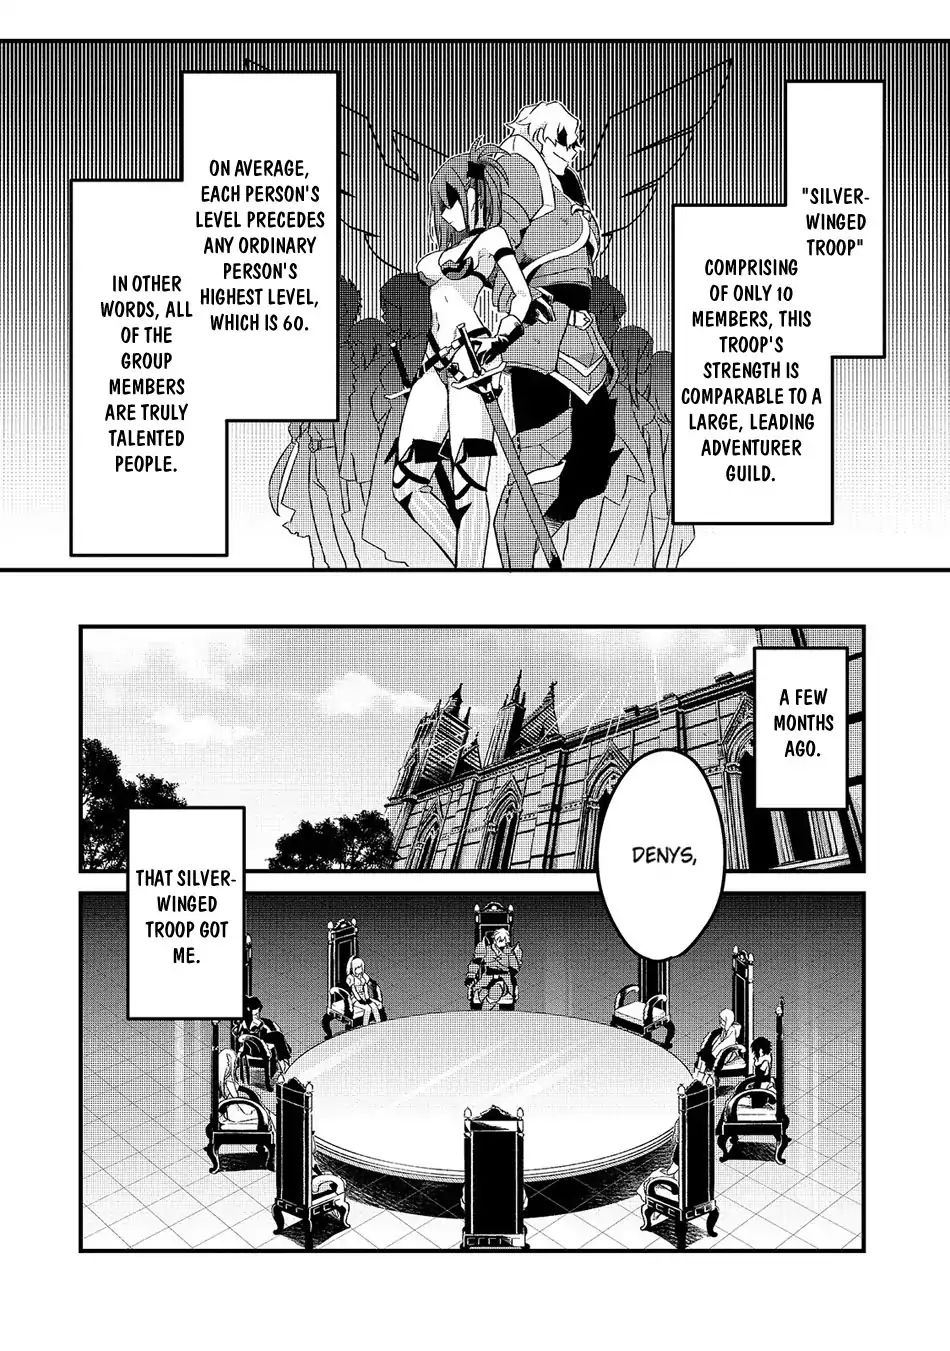 "SILVER-
WINGED
TROOP"
COMPRISING
OF ONLY 10
MEMBERS, THIS
TROOP'S
STRENGTH IS
COMPARABLE TO A
LARGE, LEADING
ADVENTURER
GUILD.
ON AVERAGE,
EACH PERSON'S
LEVEL PRECEDES
ANY ORDINARY
PERSON'S
HIGHEST LEVEL,
WHICH IS 60.
IN OTHER
WORDS, ALL
OF THE
GROUP
MEMBERS
ARE TRULY
TALENTED
PEOPLE.
A FEW
MONTHS
AGO.
DENYS,
THAT SILVER-
WINGED
TROOP GOT
ME.